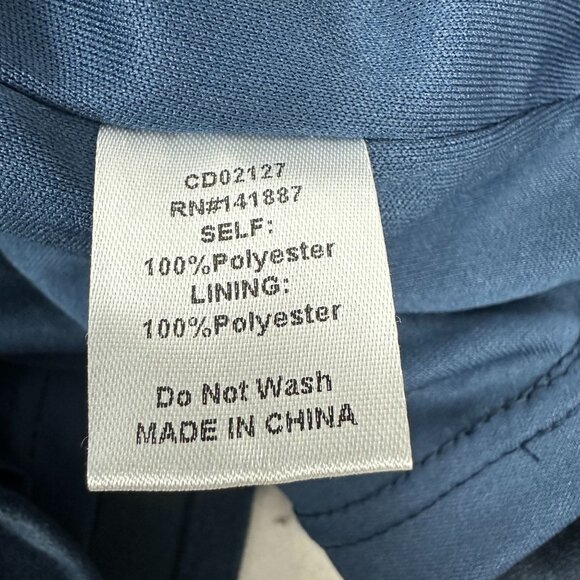 CD02127
RN#141887
SELF:
100%Polyester
LINING:
100%Polyester
Do Not Wash
MADE IN CHINA